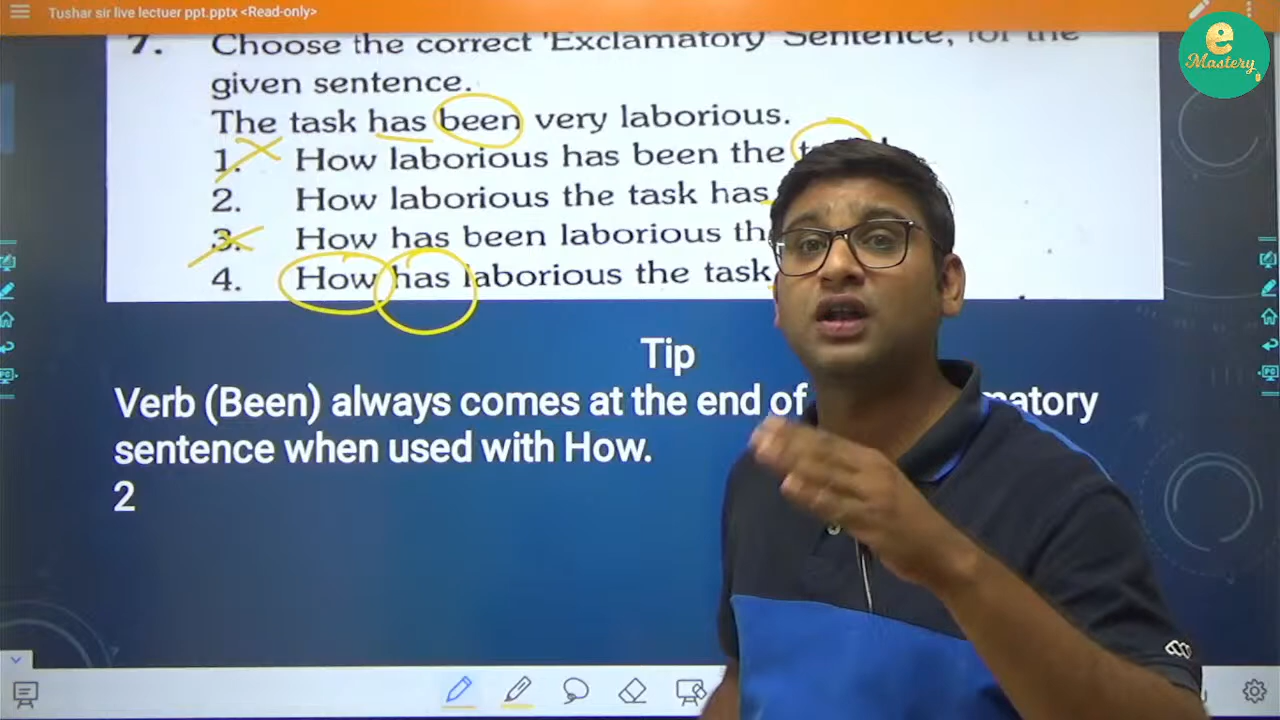 Tushar sir live lectuer ppt.pptx <Read-only>
e
Mastery
7. Choose the correct 'Exclamatory' Sentence, for the
given sentence.
The task has been very laborious.
1. How laborious has been the
2. How laborious the task has
3. How has been laborious
4. How has laborious the task
Tip
Verb (Been) always comes at the end of
sentence when used with How.
2